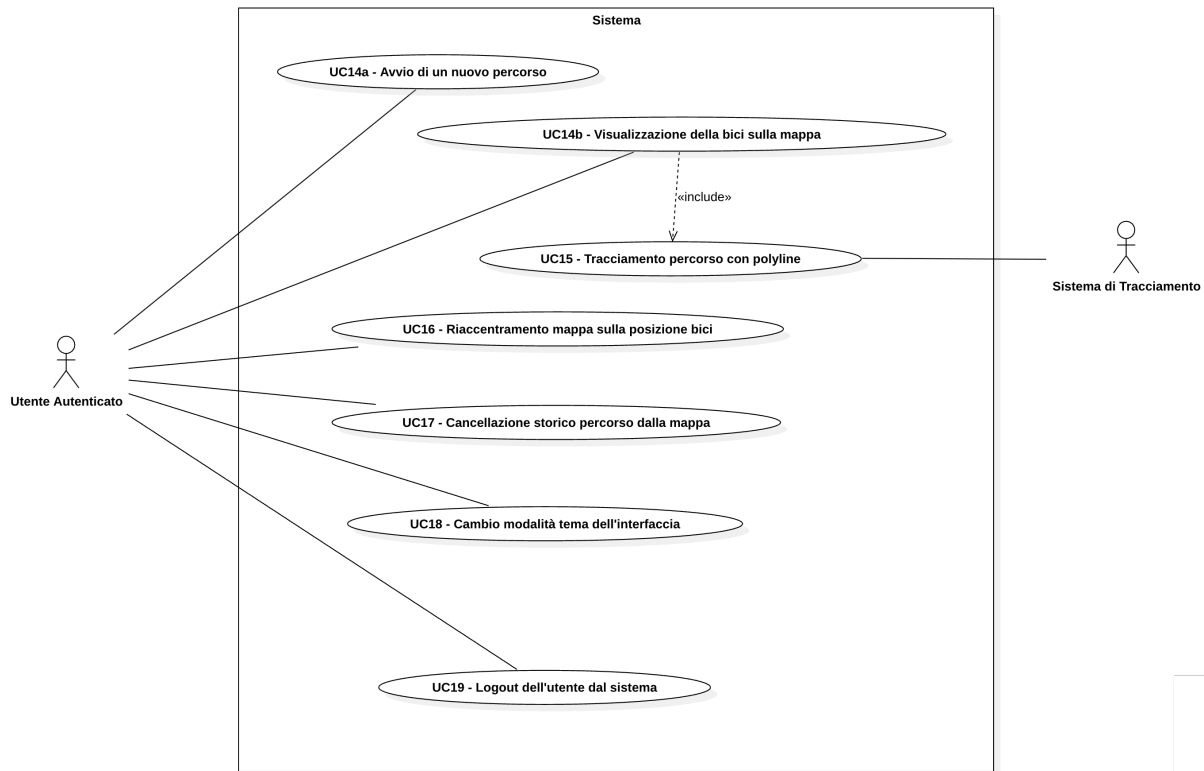 Sistema
UC14a - Avvio di un nuovo percorso
UC14b - Visualizzazione della bici sulla mappa
«include»
UC15 - Tracciamento percorso con polyline
Sistema di Tracciamento
UC16 - Riaccentramento mappa sulla posizione bici
Utente Autenticato
UC17 - Cancellazione storico percorso dalla mappa
UC18 - Cambio modalità tema dell'interfaccia
UC19 - Logout dell'utente dal sistema